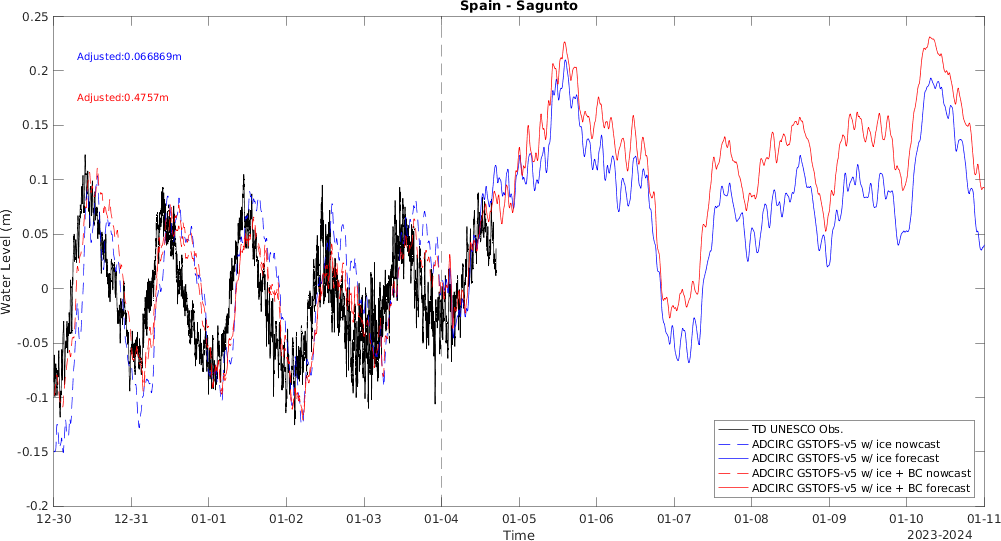 Spain - Sagunto
Adjusted:0.066869m
Adjusted:0.4757m
Water Level (m)
0.25
0.2
0.15
0.1
0.05
0
-0.05
-0.1
-0.15
-0.2
12-30 12-31 01-01 01-02 01-03 01-04 01-05 01-06 01-07 01-08 01-09 01-10 01-11
Time
2023-2024
TD UNESCO Obs.
ADCIRC GSTOFS-v5 w/ ice nowcast
ADCIRC GSTOFS-v5 w/ ice forecast
ADCIRC GSTOFS-v5 w/ ice + BC nowcast
ADCIRC GSTOFS-v5 w/ ice + BC forecast